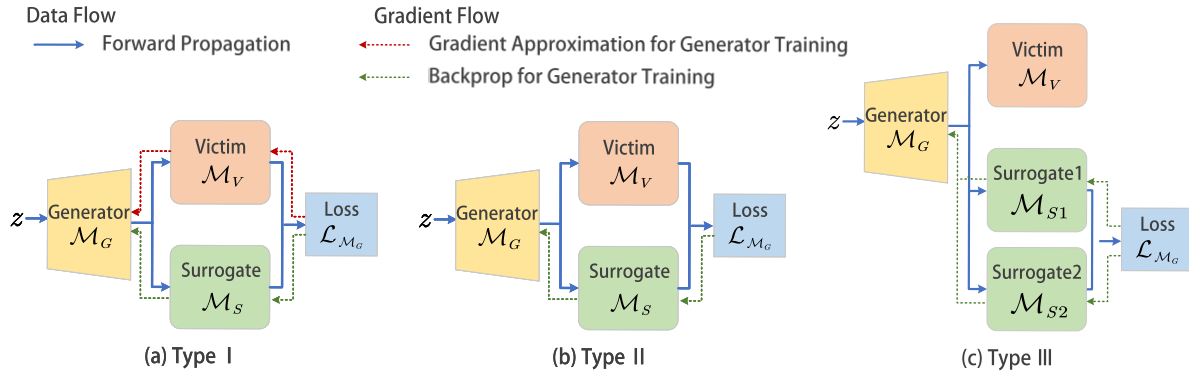 Data Flow
Forward Propagation
Gradient Flow
Gradient Approximation for Generator Training
Backprop for Generator Training
z
Generator
M_G
Victim
M_V
Surrogate
M_S
Loss
L_{M_G}
(a) Type Ⅰ
z
Generator
M_G
Victim
M_V
Surrogate
M_S
Loss
L_{M_G}
(b) Type Ⅱ
z
Generator
M_G
Victim
M_V
Surrogate1
M_{S1}
Surrogate2
M_{S2}
Loss
L_{M_G}
(c) Type Ⅲ